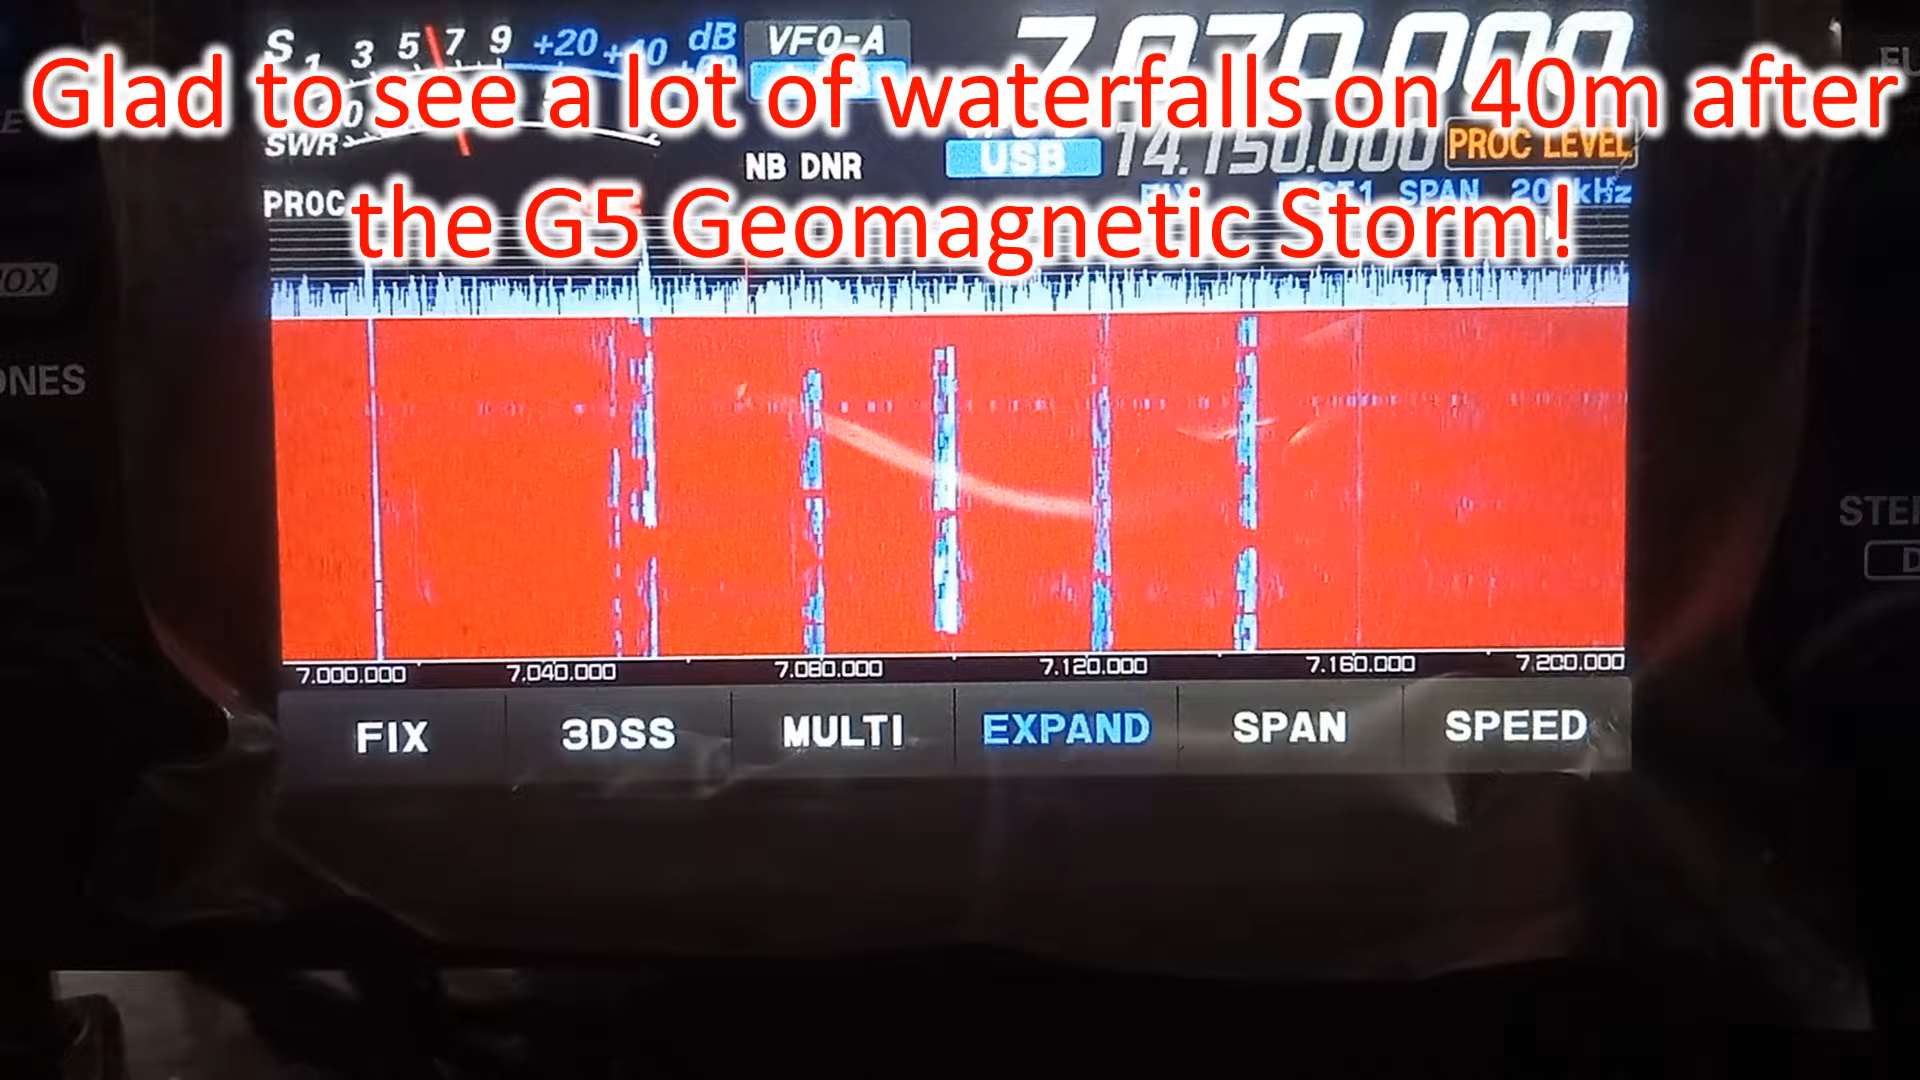 S 1 3 5 7 9 +20 +40 dB
VFO-A
7.070.000
Glad to see a lot of waterfalls on 40m after
SWR
NB DNR
USB
14.150.000
PROC LEVEL
PROC
SPAN
the G5 Geomagnetic Storm!
7.000.000 7.040.000 7.080.000 7.120.000 7.160.000 7.200.000
FIX 3DSS MULTI EXPAND SPAN SPEED